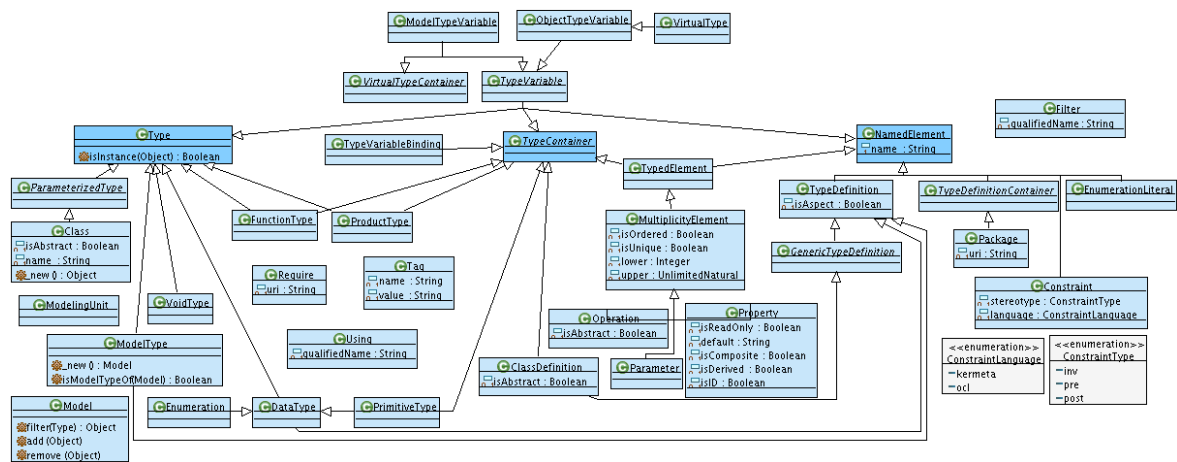 ModelTypeVariable
ObjectTypeVariable
VirtualType
VirtualTypeContainer
TypeVariable
Filter
qualifiedName : String
Type
isInstance(Object) : Boolean
TypeVariableBinding
TypeContainer
NamedElement
name : String
TypedElement
ParameterizedType
TypeDefinition
isAspect : Boolean
TypeDefinitionContainer
EnumerationLiteral
Class
isAbstract : Boolean
name : String
_new () : Object
FunctionType
ProductType
MultiplicityElement
isOrdered : Boolean
isUnique : Boolean
lower : Integer
upper : UnlimitedNatural
GenericTypeDefinition
Package
uri : String
Require
uri : String
Tag
name : String
value : String
Constraint
stereotype : ConstraintType
language : ConstraintLanguage
ModelingUnit
VoidType
Operation
isAbstract : Boolean
Property
isReadOnly : Boolean
default : String
isComposite : Boolean
isDerived : Boolean
isID : Boolean
ModelType
_new () : Model
isModelTypeOf(Model) : Boolean
Using
qualifiedName : String
ClassDefinition
isAbstract : Boolean
Parameter
<<enumeration>>
ConstraintLanguage
kermeta
ocl
<<enumeration>>
ConstraintType
inv
pre
post
Model
filter(Type) : Object
add (Object)
remove (Object)
Enumeration
DataType
PrimitiveType